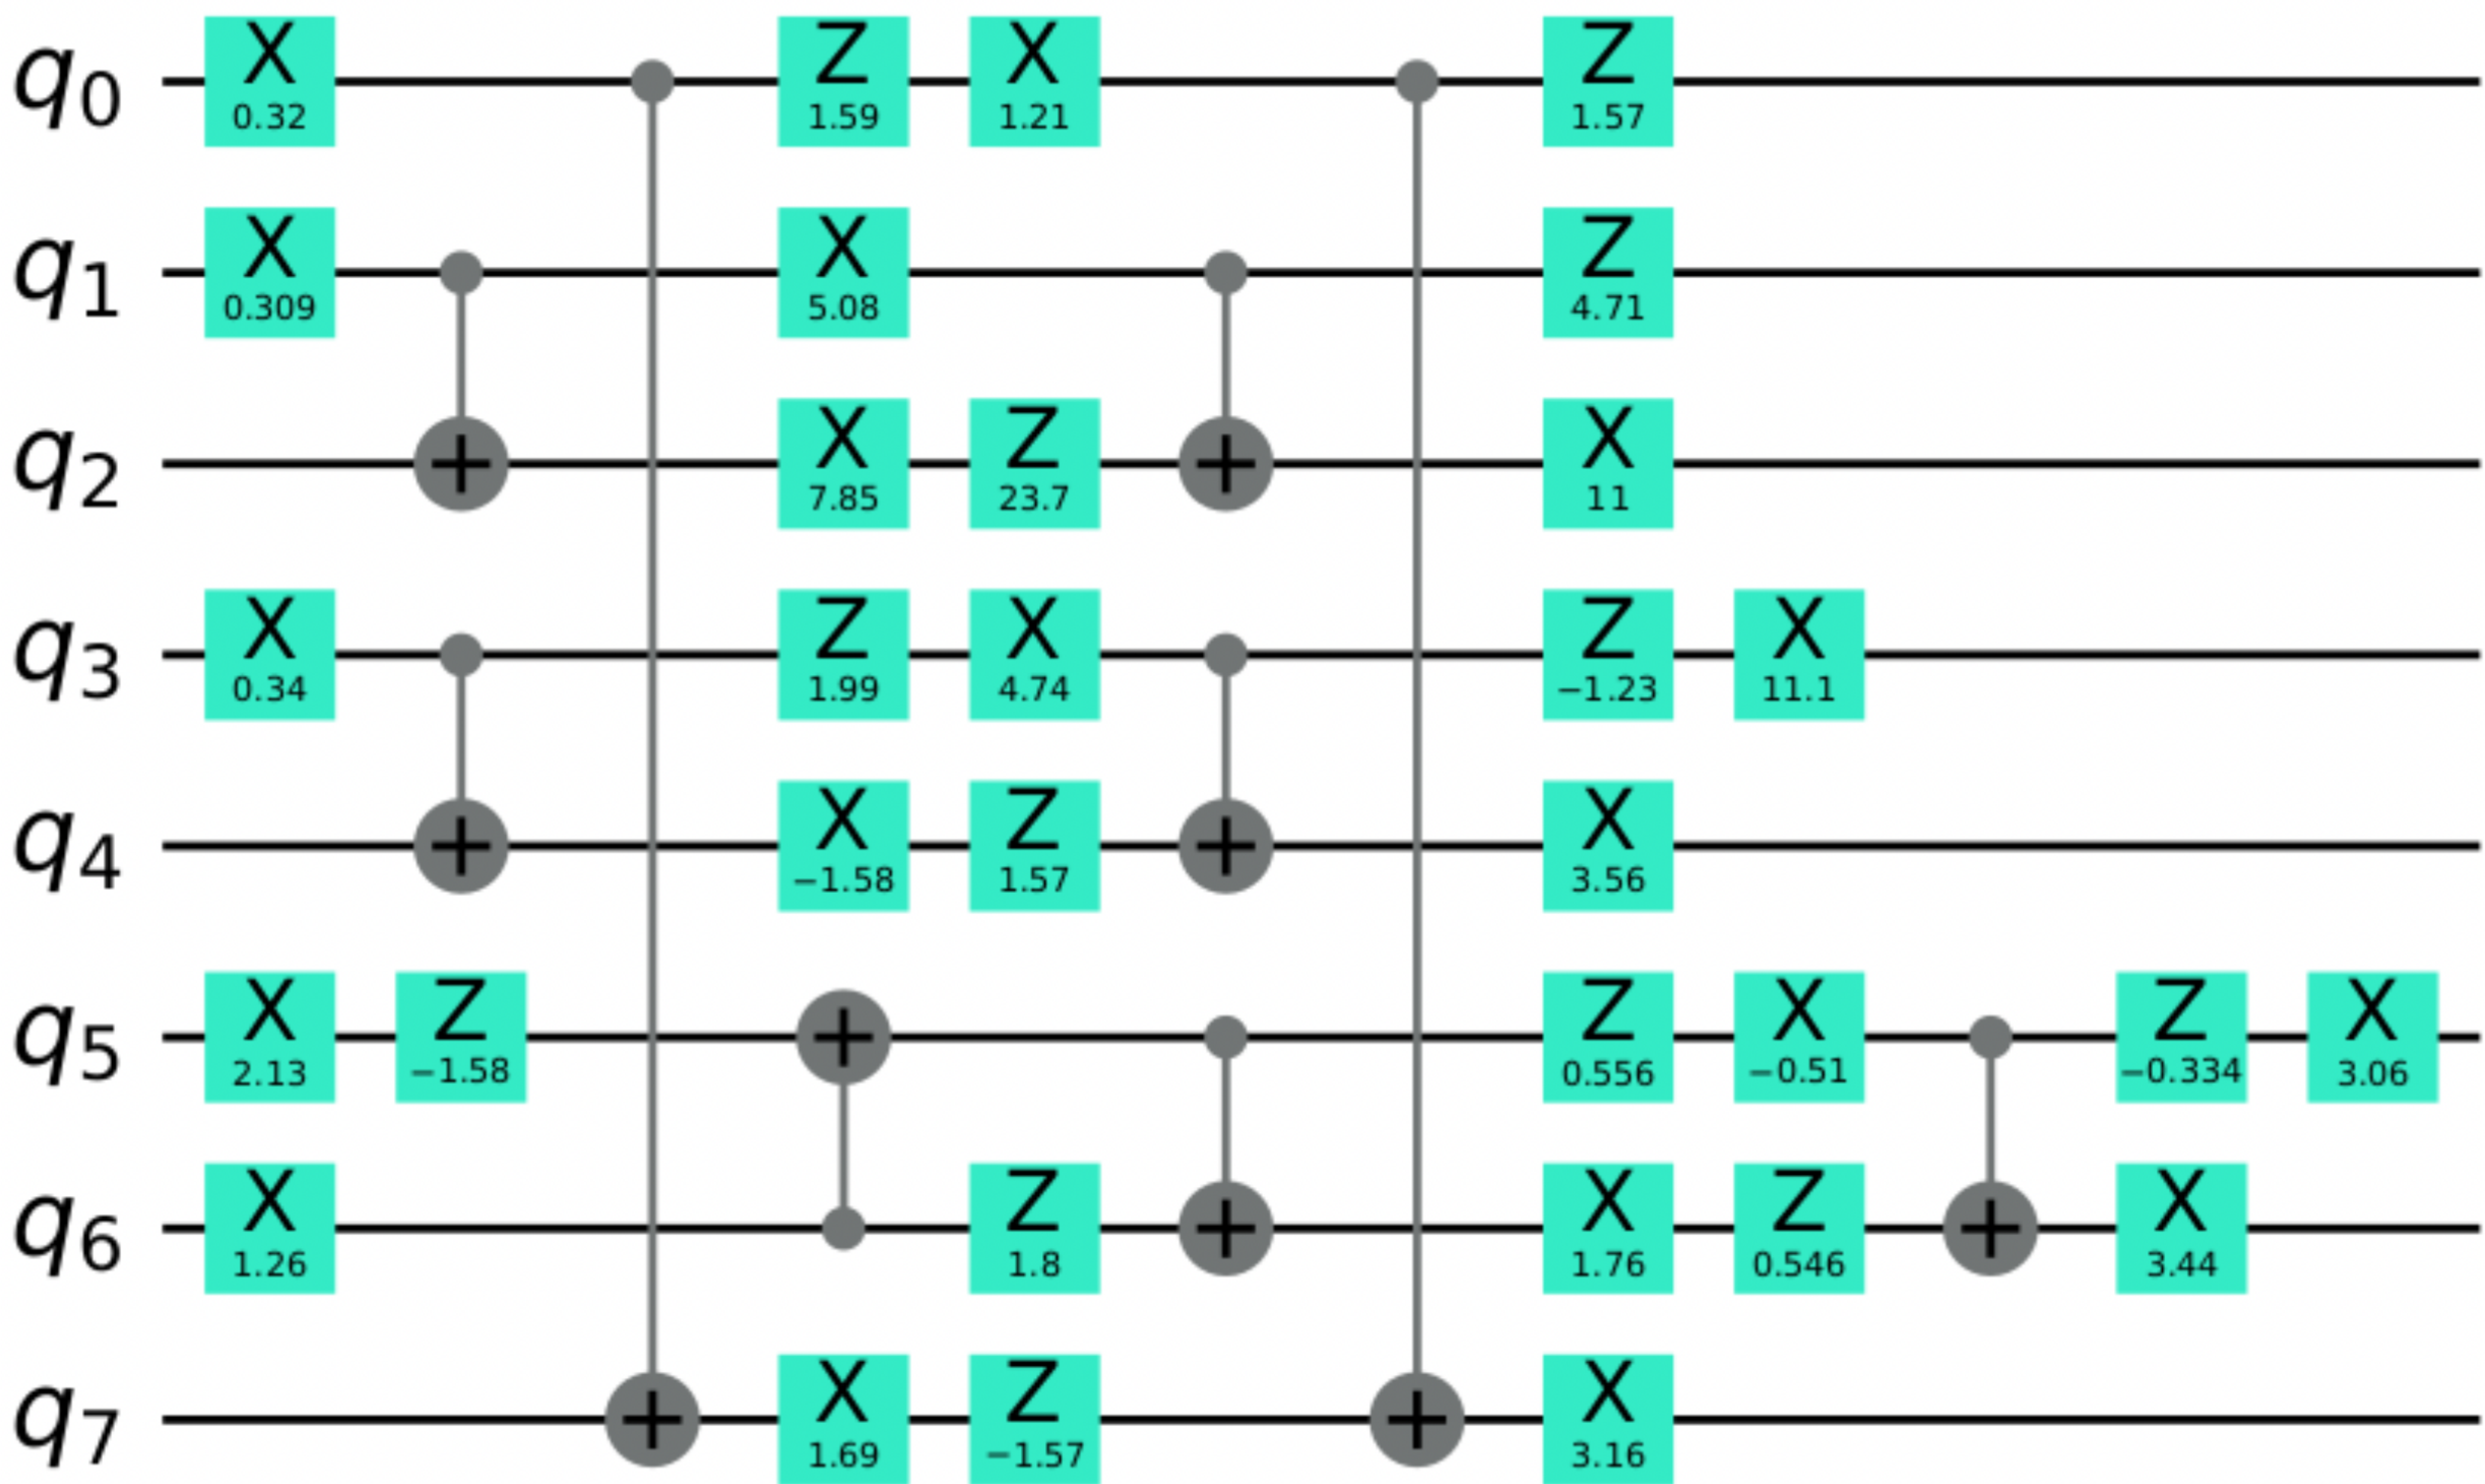 q0 X 0.32 Z 1.59 X 1.21 Z 1.57
q1 X 0.309 X 5.08 Z 4.71
q2 + X 7.85 Z 23.7 + X 11
q3 X 0.34 Z 1.99 X 4.74 Z −1.23 X 11.1
q4 + X −1.58 Z 1.57 + X 3.56
q5 X 2.13 Z −1.58 + Z 0.556 X −0.51 Z −0.334 X 3.06
q6 X 1.26 Z 1.8 + X 1.76 Z 0.546 + X 3.44
q7 + X 1.69 Z −1.57 + X 3.16